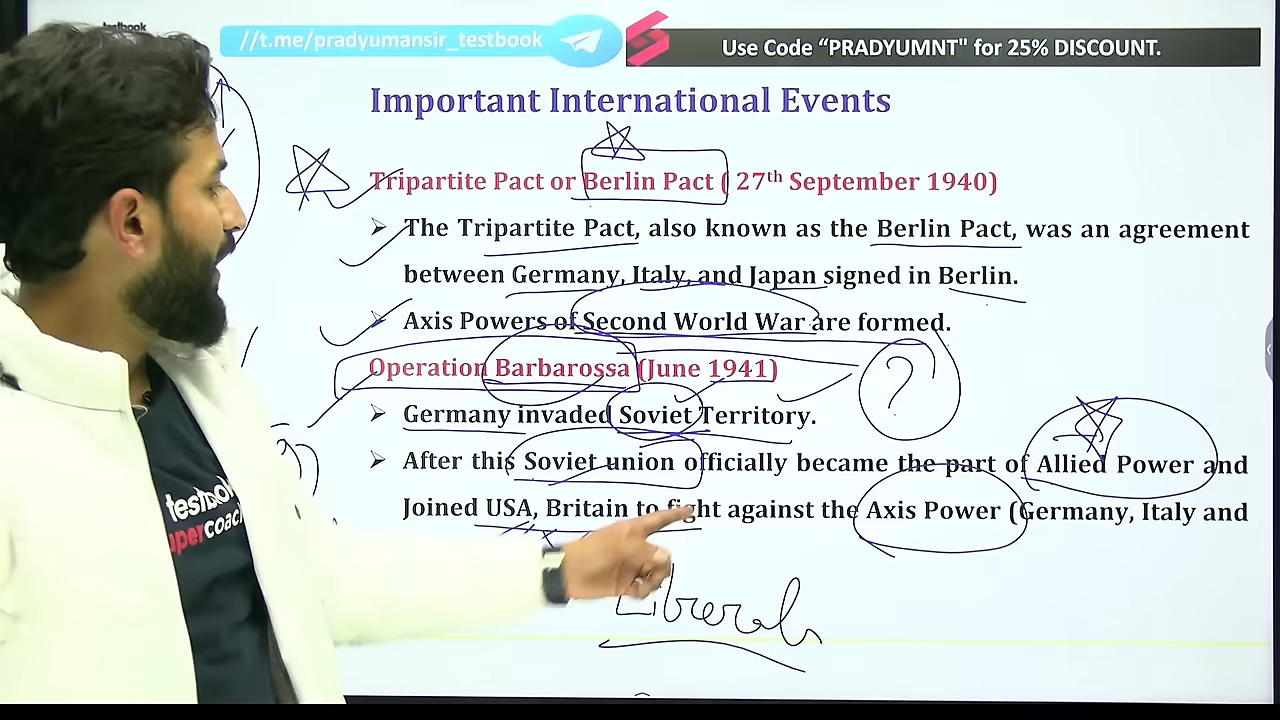 testbook
//t.me/pradyumansir_testbook
Use Code “PRADYUMNT" for 25% DISCOUNT.
Important International Events
Tripartite Pact or Berlin Pact ( 27th September 1940)
➤ The Tripartite Pact, also known as the Berlin Pact, was an agreement
between Germany, Italy, and Japan signed in Berlin.
➤ Axis Powers of Second World War are formed.
Operation Barbarossa (June 1941)
?
➤ Germany invaded Soviet Territory.
➤ After this Soviet union officially became the part of Allied Power and
Joined USA, Britain to fight against the Axis Power (Germany, Italy and
testbook
supercoach